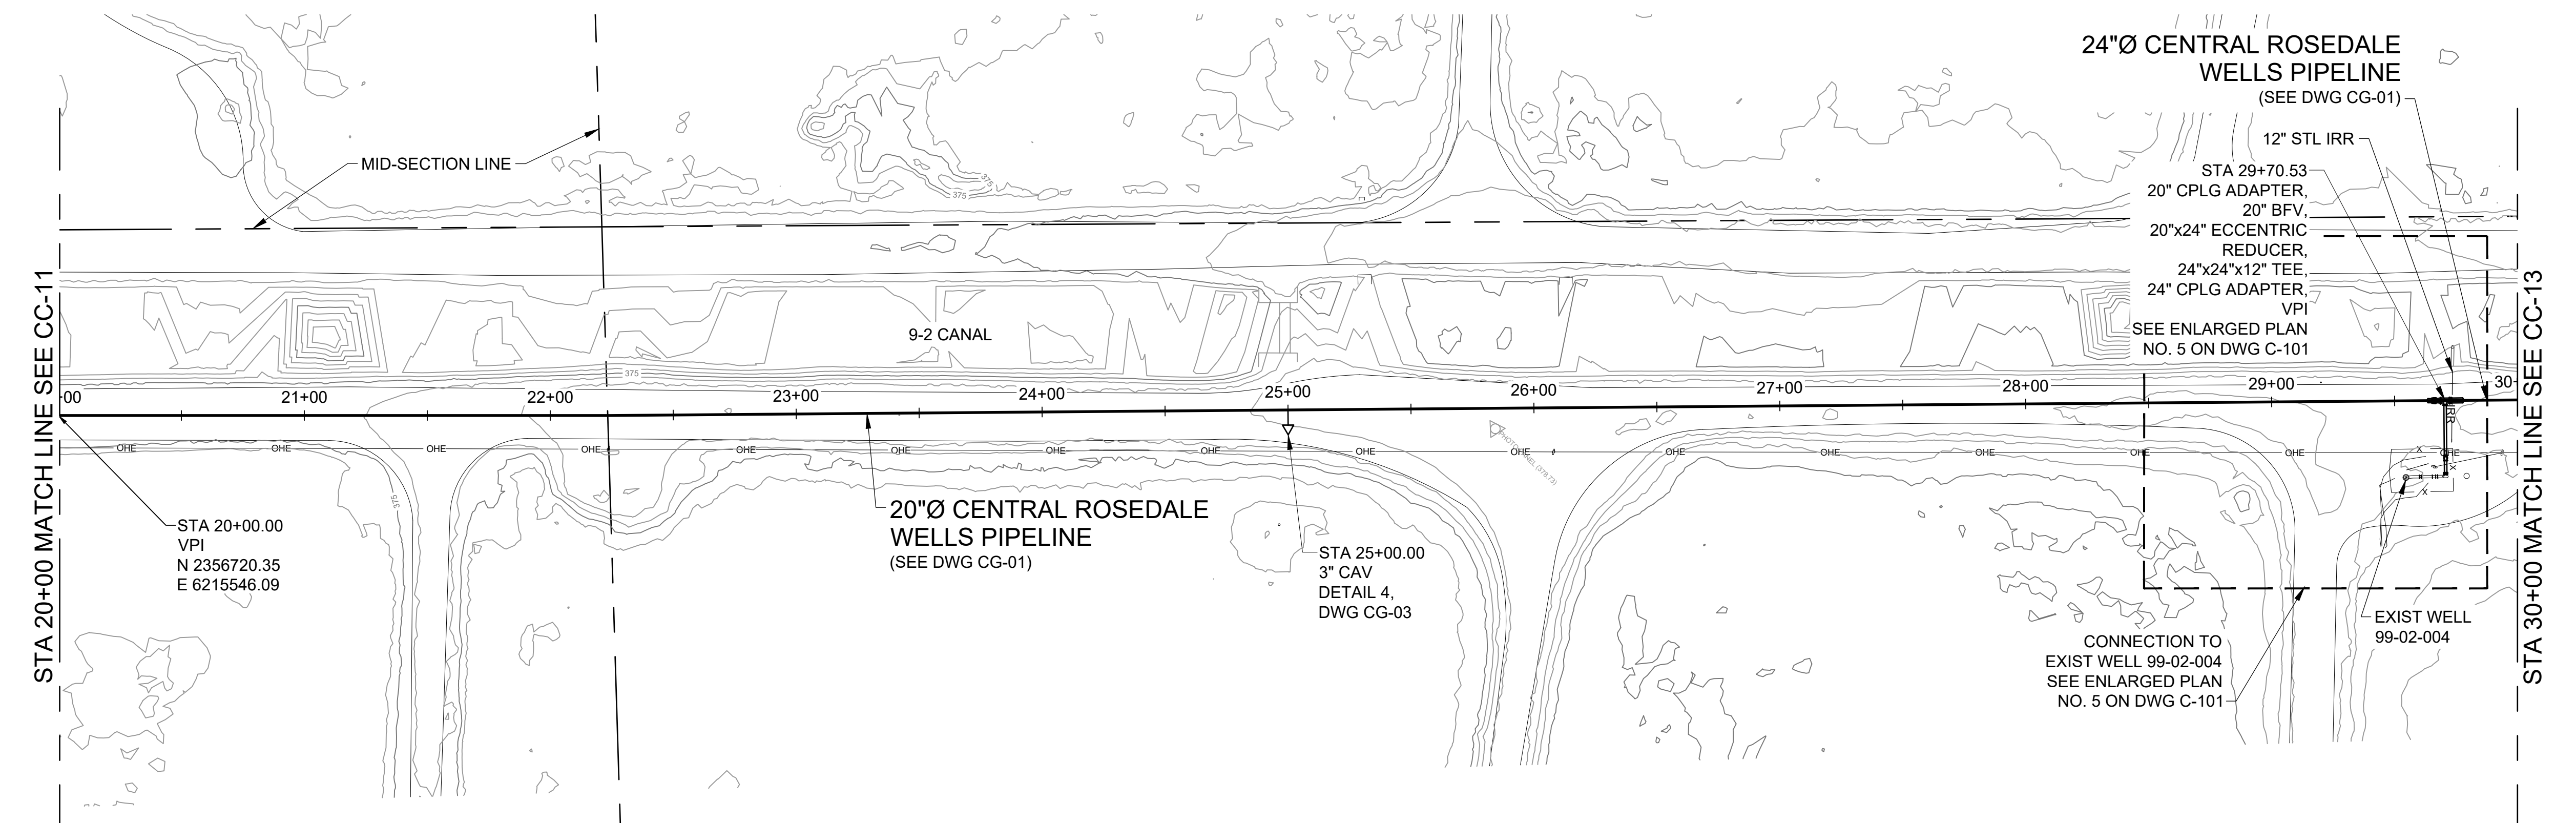 24"Ø CENTRAL ROSEDALE
WELLS PIPELINE
(SEE DWG CG-01)
12" STL IRR
MID-SECTION LINE
STA 29+70.53
20" CPLG ADAPTER,
20" BFV,
20"x24" ECCENTRIC
REDUCER,
24"x24"x12" TEE,
24" CPLG ADAPTER,
VPI
SEE ENLARGED PLAN
NO. 5 ON DWG C-101
375
375
9-2 CANAL
375
STA 20+00 MATCH LINE SEE CC-11
STA 30+00 MATCH LINE SEE CC-13
00 21+00 22+00 23+00 24+00 25+00 26+00 27+00 28+00 29+00 30
IRR
OHE OHE OHE OHE OHE OHE OHE OHE OHE OHE OHE OHE OHE OHE OHE OHE
X
X
X
PHOTO PANEL (378.73)
375
STA 20+00.00
VPI
N 2356720.35
E 6215546.09
20"Ø CENTRAL ROSEDALE
WELLS PIPELINE
(SEE DWG CG-01)
STA 25+00.00
3" CAV
DETAIL 4,
DWG CG-03
EXIST WELL
99-02-004
CONNECTION TO
EXIST WELL 99-02-004
SEE ENLARGED PLAN
NO. 5 ON DWG C-101